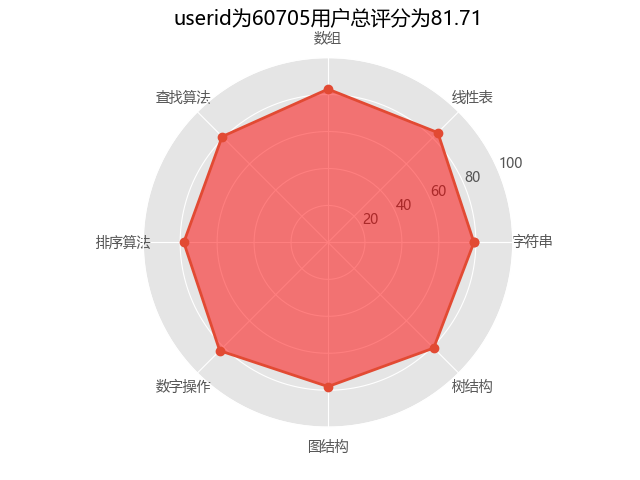 userid为60705用户总评分为81.71
数组
查找算法
线性表
100
80
60
40
20
排序算法
字符串
数字操作
树结构
图结构